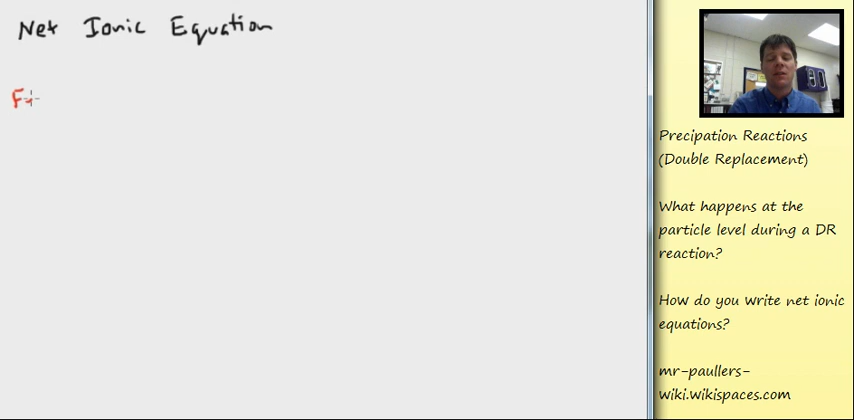 Net Ionic Equation
Precipation Reactions
(Double Replacement)
What happens at the
particle level during a DR
reaction?
How do you write net ionic
equations?
mr-paullers-
wiki.wikispaces.com